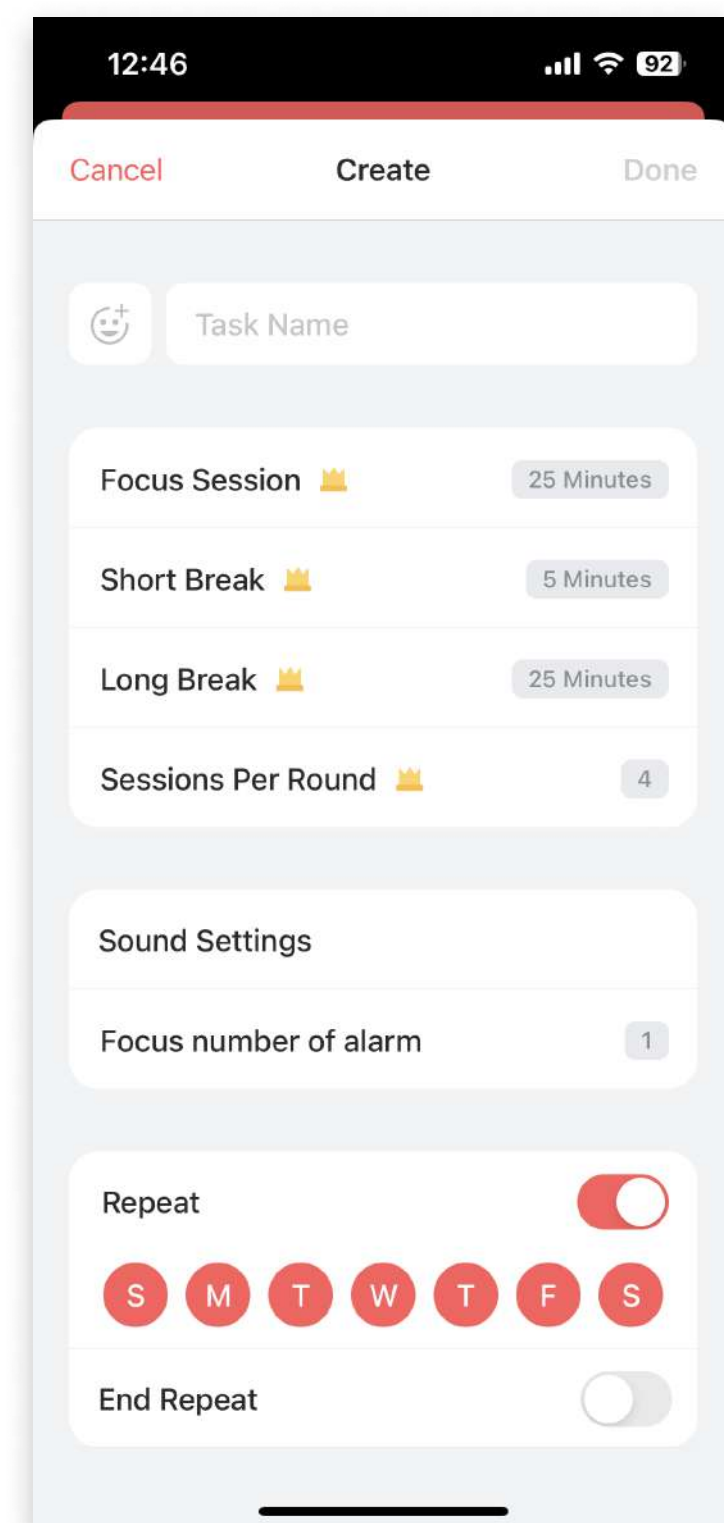 12:46 92
Cancel Create Done
Task Name
Focus Session 25 Minutes
Short Break 5 Minutes
Long Break 25 Minutes
Sessions Per Round 4
Sound Settings
Focus number of alarm 1
Repeat
S M T W T F S
End Repeat